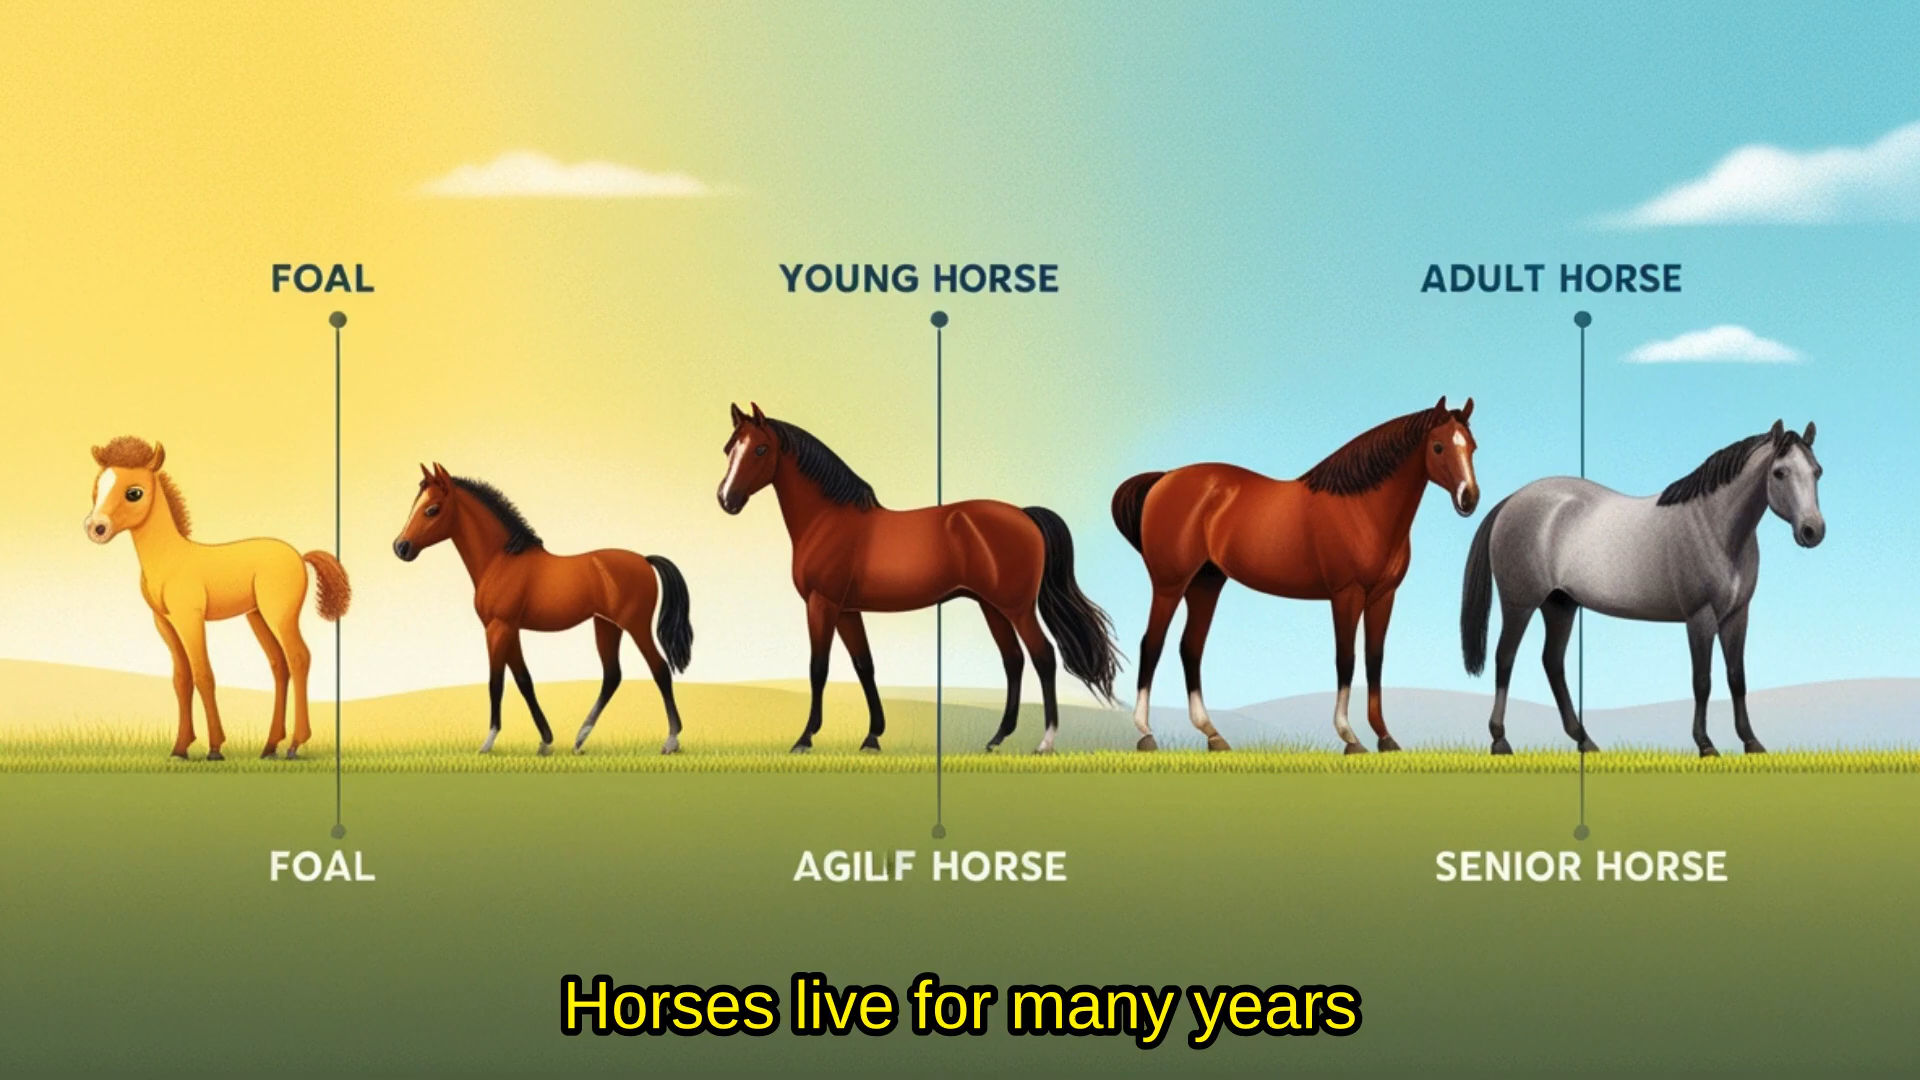 FOAL
YOUNG HORSE
ADULT HORSE
FOAL
AGILF HORSE
SENIOR HORSE
Horses live for many years